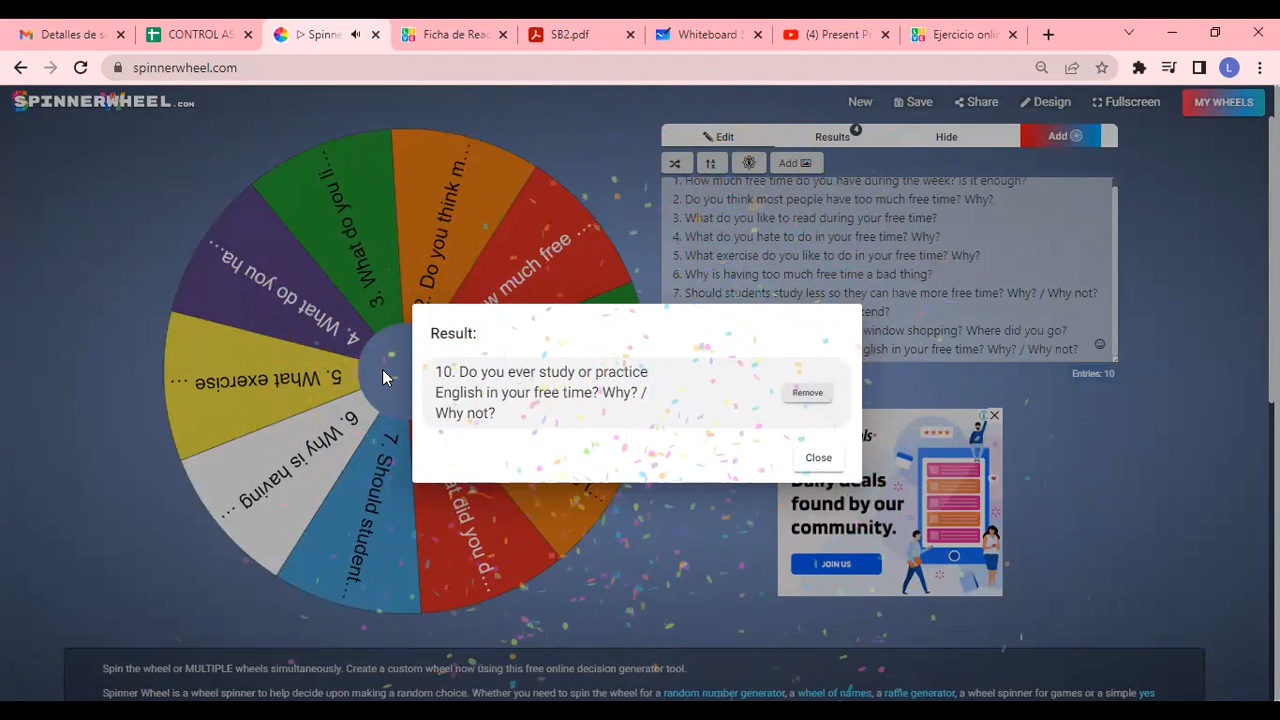 Detalles de su
CONTROL AS
Spinne
Ficha de Rea
SB2.pdf
Whiteboard
(4) Present Pr
Ejercicio onlin
spinnerwheel.com
L
SPINNERWHEEL.COM
New
Save
Share
Design
Fullscreen
MY WHEELS
Edit
Results
4
Hide
Add
Add
1. How much free time do you have during the week? is it enough?
2. Do you think most people have too much free time? Why?
3. What do you like to read during your free time?
4. What do you hate to do in your free time? Why?
5. What exercise do you like to do in your free time? Why?
6. Why is having too much free time a bad thing?
7. Should students study less so they can have more free time? Why? / Why not?
kend?
window shopping? Where did you go?
glish in your free time? Why? / Why not?
Entries: 10
3. What do you li...
2. Do you think m...
w much free ...
4. What do you ha...
5. What exercise ...
6. Why is having ...
7. Should student...
at did you d...
Result:
10. Do you ever study or practice
English in your free time? Why? /
Why not?
Remove
Close
Daily deals
found by our
community.
JOIN US
Spin the wheel or MULTIPLE wheels simultaneously. Create a custom wheel now using this free online decision generator tool.
Spinner Wheel is a wheel spinner to help decide upon making a random choice. Whether you need to spin the wheel for a random number generator, a wheel of names, a raffle generator, a wheel spinner for games or a simple yes